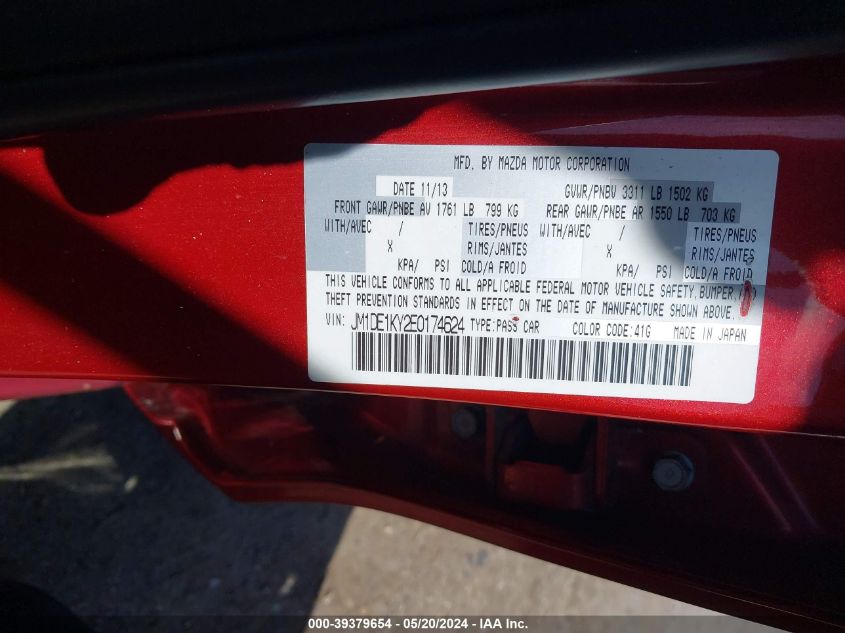 MFD. BY MAZDA MOTOR CORPORATION
DATE 11/13 GVWR/PNBV 3311 LB 1502 KG
FRONT GAWR/PNBE AV 1761 LB 799 KG REAR GAWR/PNBE AR 1550 LB 703 KG
WITH/AVEC / TIRES/PNEUS WITH/AVEC / TIRES/PNEUS
X RIMS/JANTES X RIMS/JANTES
KPA/ PSI COLD/A FROID KPA/ PSI COLD/A FROID
THIS VEHICLE CONFORMS TO ALL APPLICABLE FEDERAL MOTOR VEHICLE SAFETY, BUMPER,
THEFT PREVENTION STANDARDS IN EFFECT ON THE DATE OF MANUFACTURE SHOWN ABOVE.
VIN: JM1DE1KY2E0174624 TYPE:PASS CAR COLOR CODE:41G MADE IN JAPAN
000-39379654 - 05/20/2024 - IAA, Inc.